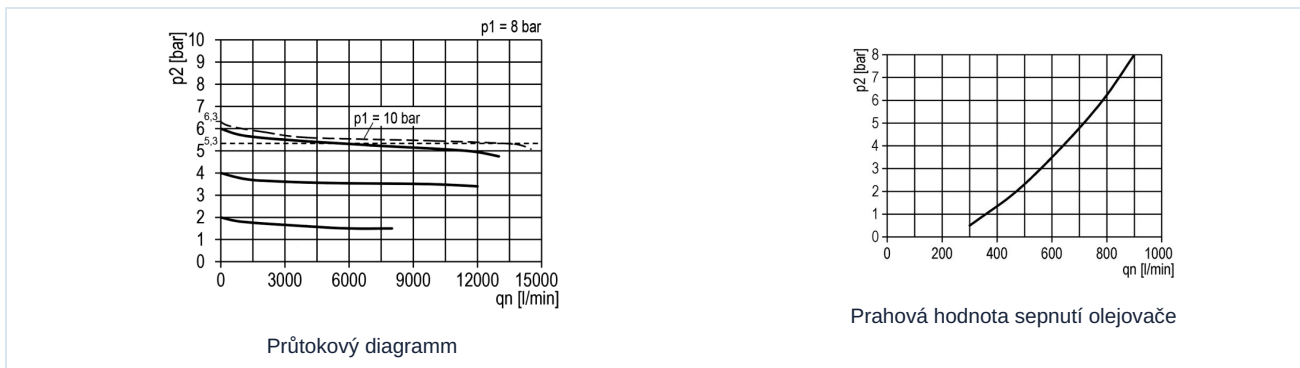 p1 = 8 bar
p2 [bar]
10
9
8
7
6,3
6
5,3
5
4
3
2
1
0
p1 = 10 bar
0 3000 6000 9000 12000 15000
qn [l/min]
Průtokový diagramm
p2 [bar]
8
7
6
5
4
3
2
1
0
0 200 400 600 800 1000
qn [l/min]
Prahová hodnota sepnutí olejovače